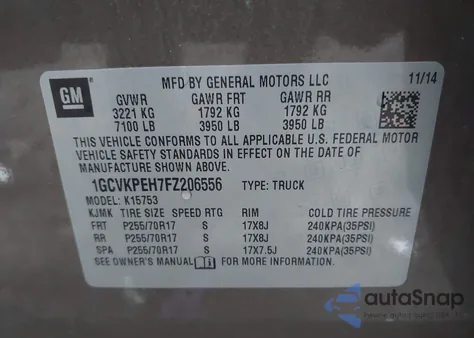 GM
MFD BY GENERAL MOTORS LLC 11/14
GVWR GAWR FRT GAWR RR
3221 KG 1792 KG 1792 KG
7100 LB 3950 LB 3950 LB
THIS VEHICLE CONFORMS TO ALL APPLICABLE U.S. FEDERAL MOTOR
VEHICLE SAFETY STANDARDS IN EFFECT ON THE DATE OF
MANUFACTURE SHOWN ABOVE.
1GCVKPEH7FZ206556 TYPE: TRUCK
MODEL: K15753
KJMK TIRE SIZE SPEED RTG RIM COLD TIRE PRESSURE
FRT P255/70R17 S 17X8J 240KPA(35PSI)
RR P255/70R17 S 17X8J 240KPA(35PSI)
SPA P255/70R17 S 17X7.5J 240KPA(35PSI)
SEE OWNER'S MANUAL FOR MORE INFORMATION.
autoSnap